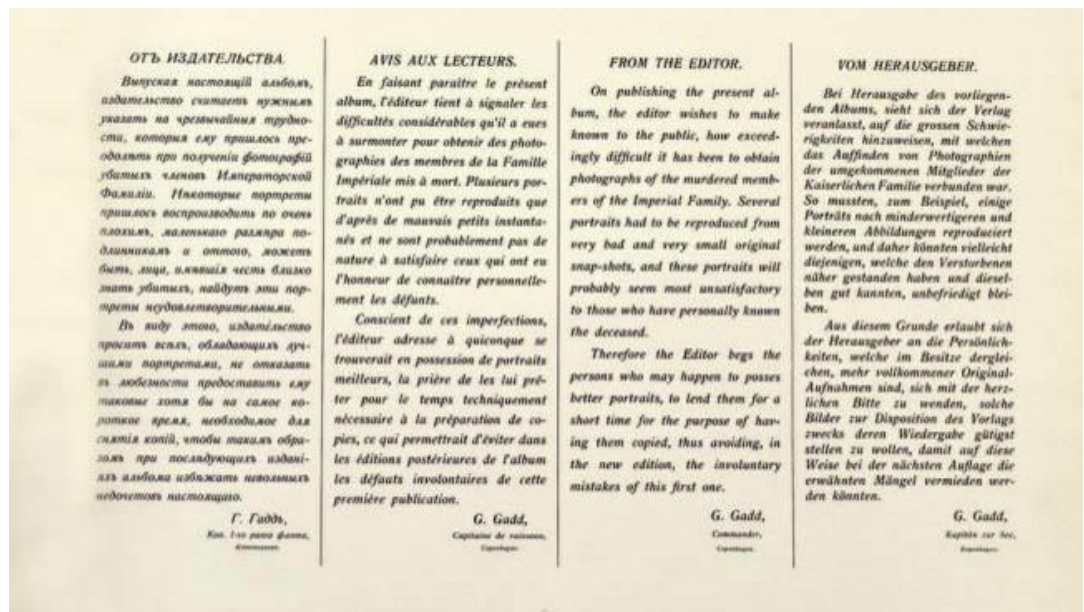 ОТЪ ИЗДАТЕЛЬСТВА.
Выпуская настоящій альбомъ,
издательство считаетъ нужнымъ
указать на чрезвычайныя трудно-
сти, которыя ему пришлось пре-
одолѣть при полученіи фотографій
убитыхъ членовъ Императорской
Фамиліи. Нѣкоторые портреты
пришлось воспроизводить по очень
плохимъ, маленькаго размѣра по-
длинникамъ и оттого, можетъ
быть, лица, имѣвшія честь близко
знать убитыхъ, найдутъ эти пор-
треты неудовлетворительными.
Въ виду этого, издательство
проситъ всѣхъ, обладающихъ луч-
шими портретами, не отказать
въ любезности предоставить ему
таковые хотя бы на самое ко-
роткое время, необходимое для
снятія копій, чтобы такимъ обра-
зомъ при послѣдующихъ издані-
яхъ альбома избѣжать невольныхъ
недочетовъ настоящаго.
Г. Гаддъ,
Кап. 1-го ранга флота,
AVIS AUX LECTEURS.
En faisant paraître le présent
album, l'éditeur tient à signaler les
difficultés considérables qu'il a eues
à surmonter pour obtenir des photo-
graphies des membres de la Famille
Impériale mis à mort. Plusieurs por-
traits n'ont pu être reproduits que
d'après de mauvais petits instanta-
nés et ne sont probablement pas de
nature à satisfaire ceux qui ont eu
l'honneur de connaître personnelle-
ment les défunts.
Conscient de ces imperfections,
l'éditeur adresse à quiconque se
trouverait en possession de portraits
meilleurs, la prière de les lui prê-
ter pour le temps techniquement
nécessaire à la préparation de co-
pies, ce qui permettrait d'éviter dans
les éditions postérieures de l'album
les défauts involontaires de cette
première publication.
G. Gadd,
Capitaine de vaisseau,
Copenhague.
FROM THE EDITOR.
On publishing the present al-
bum, the editor wishes to make
known to the public, how exceed-
ingly difficult it has been to obtain
photographs of the murdered memb-
ers of the Imperial Family. Several
portraits had to be reproduced from
very bad and very small original
snap-shots, and these portraits will
probably seem most unsatisfactory
to those who have personally known
the deceased.
Therefore the Editor begs the
persons who may happen to posses
better portraits, to lend them for a
short time for the purpose of hav-
ing them copied, thus avoiding, in
the new edition, the involuntary
mistakes of this first one.
G. Gadd,
Commander,
Copenhagen.
VOM HERAUSGEBER.
Bei Herausgabe des vorliegen-
den Albums, sieht sich der Verlag
veranlasst, auf die grossen Schwie-
rigkeiten hinzuweisen, mit welchen
das Auffinden von Photographien
der umgekommenen Mitglieder der
Kaiserlichen Familie verbunden war.
So mussten, zum Beispiel, einige
Porträts nach minderwertigeren und
kleineren Abbildungen reproduciert
werden, und daher könnten vielleicht
diejenigen, welche den Verstorbenen
näher gestanden haben und diesel-
ben gut kannten, unbefriedigt blei-
ben.
Aus diesem Grunde erlaubt sich
der Herausgeber an die Persönlich-
keiten, welche im Besitze derglei-
chen, mehr vollkommener Original-
Aufnahmen sind, sich mit der herz-
lichen Bitte zu wenden, solche
Bilder zur Disposition des Vorlags
zwecks deren Wiedergabe gütigst
stellen zu wollen, damit auf diese
Weise bei der nächsten Auflage die
erwähnten Mängel vermieden wer-
den könnten.
G. Gadd,
Kapitän zur See,